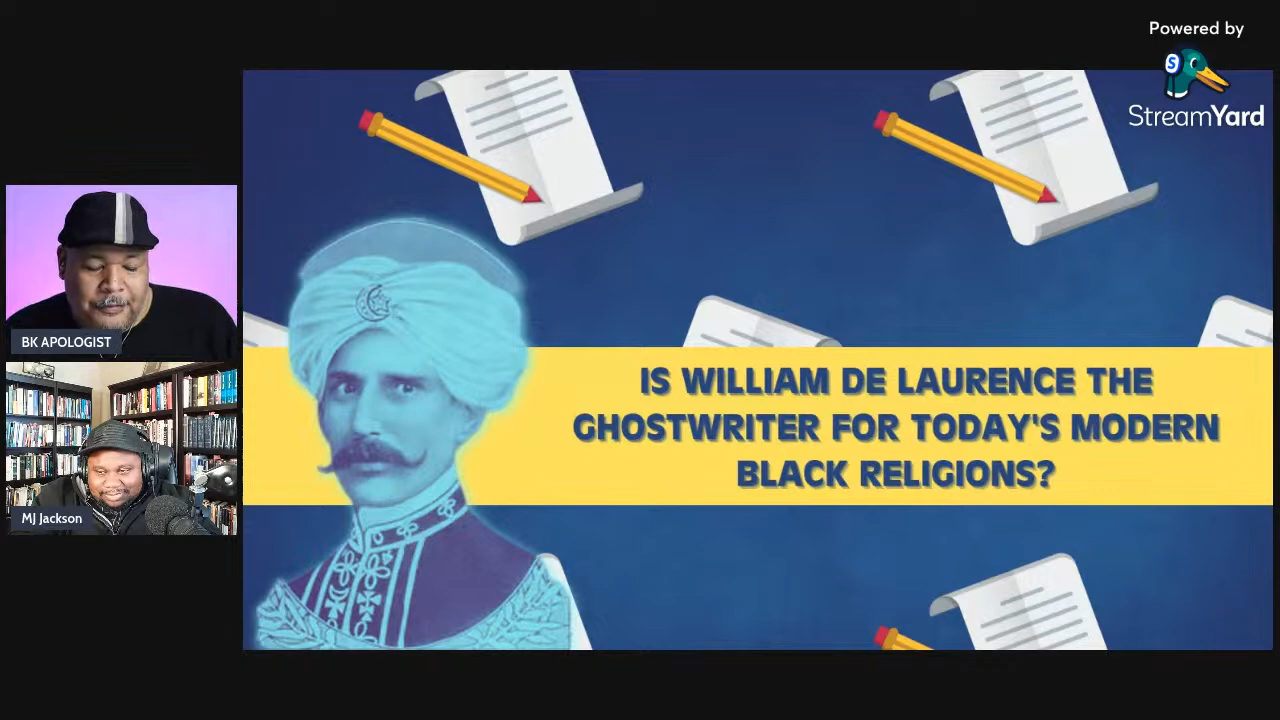 Powered by
S
StreamYard
BK APOLOGIST
MJ Jackson
IS WILLIAM DE LAURENCE THE
GHOSTWRITER FOR TODAY'S MODERN
BLACK RELIGIONS?